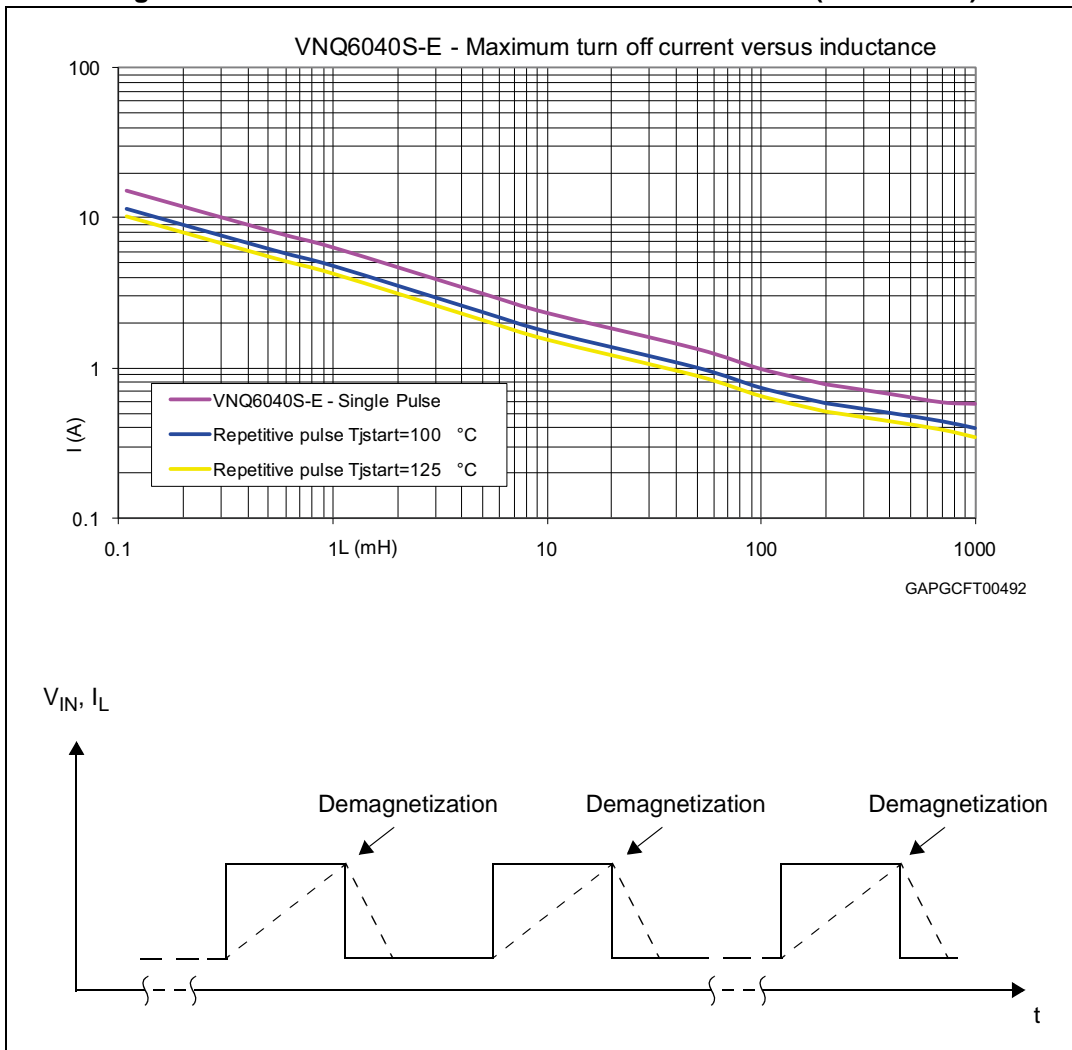 VNQ6040S-E - Maximum turn off current versus inductance
100
10
1
0.1
I (A)
VNQ6040S-E - Single Pulse
Repetitive pulse Tjstart=100 °C
Repetitive pulse Tjstart=125 °C
0.1 1 L (mH) 10 100 1000
GAPGCFT00492
VIN, IL
Demagnetization Demagnetization Demagnetization
t